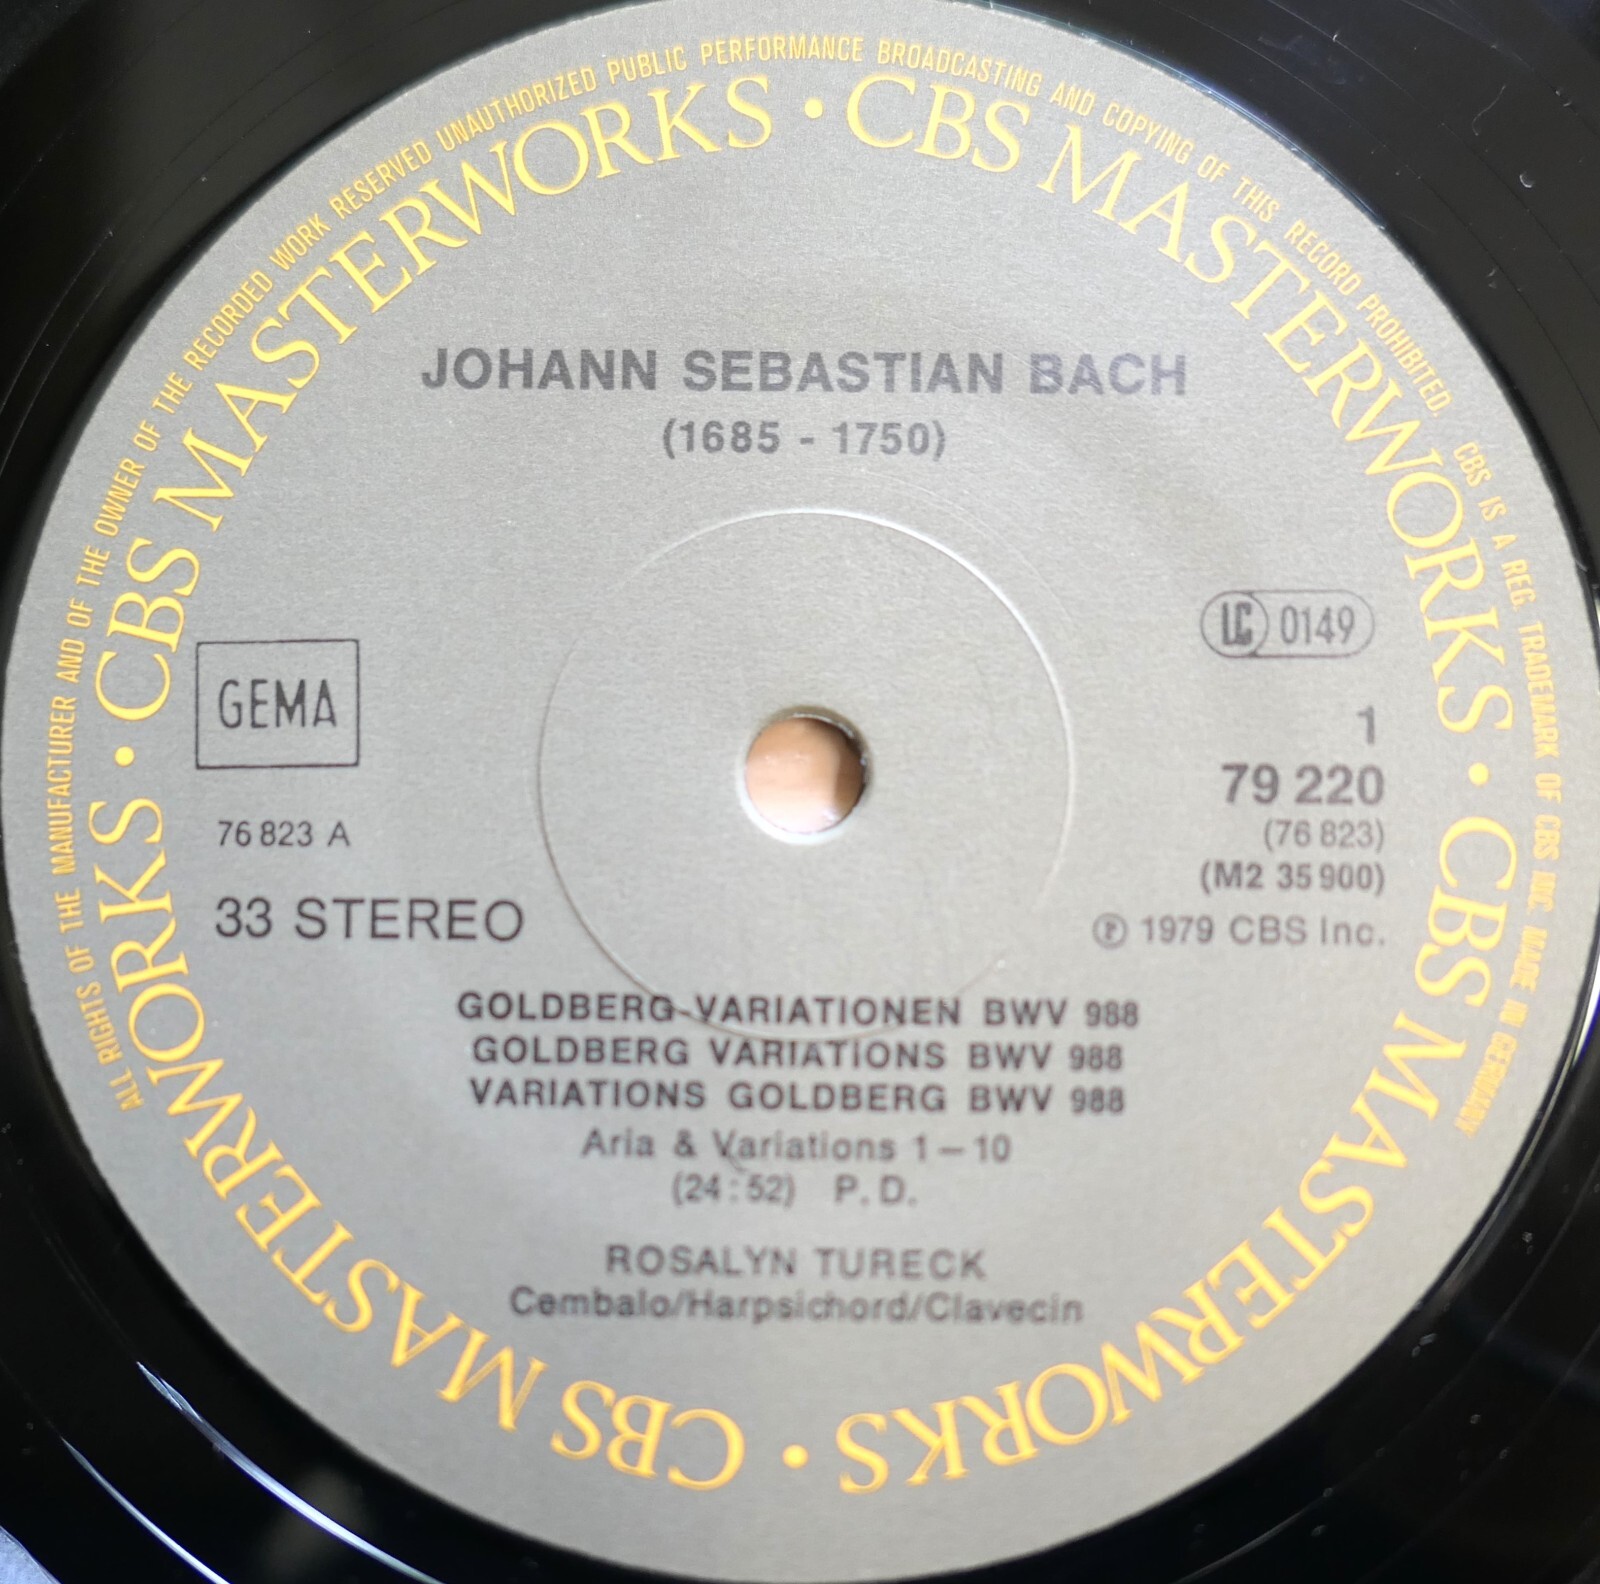 ALL RIGHTS OF THE MANUFACTURER AND OF THE OWNER OF THE RECORDED WORK RESERVED UNAUTHORIZED PUBLIC PERFORMANCE BROADCASTING AND COPYING OF THIS RECORD PROHIBITED. CBS IS A REG. TRADEMARK OF CBS INC. MADE IN GERMANY
CBS MASTERWORKS • CBS MASTERWORKS • CBS MASTERWORKS • CBS MASTERWORKS •
JOHANN SEBASTIAN BACH
(1685 - 1750)
LC 0149
GEMA
1
79 220
76 823 A
(76 823)
(M2 35 900)
33 STEREO
℗ 1979 CBS Inc.
GOLDBERG-VARIATIONEN BWV 988
GOLDBERG VARIATIONS BWV 988
VARIATIONS GOLDBERG BWV 988
Aria & Variations 1–10
(24:52) P.D.
ROSALYN TURECK
Cembalo/Harpsichord/Clavecin